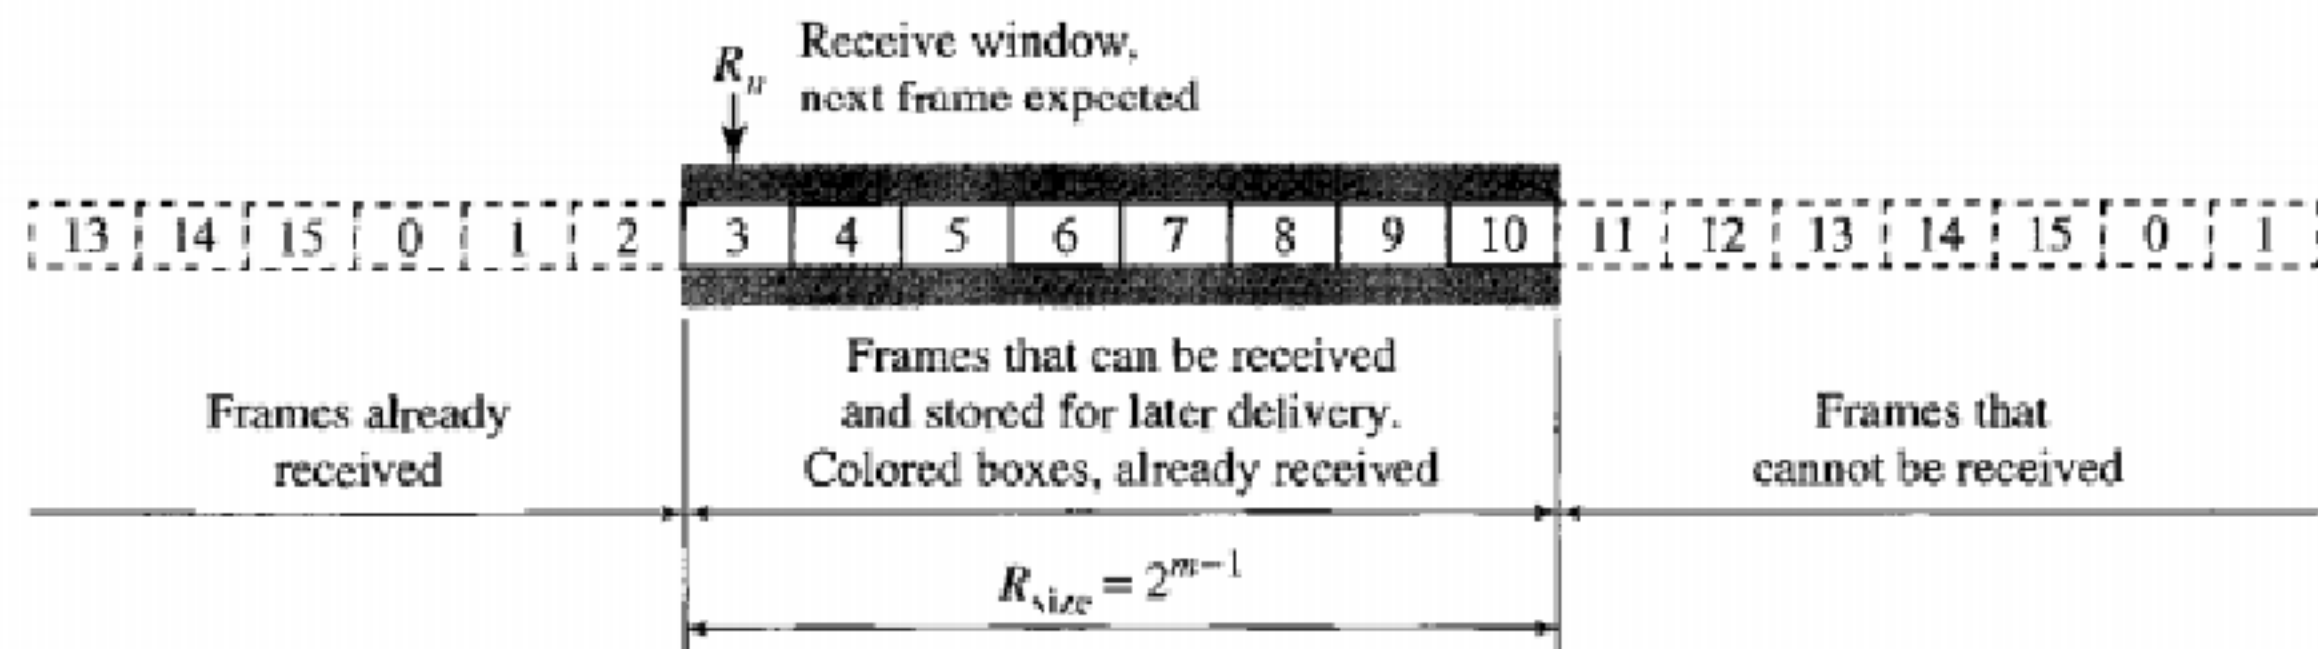 Rn Receive window,
next frame expected
13 14 15 0 1 2 3 4 5 6 7 8 9 10 11 12 13 14 15 0 1
Frames that can be received
and stored for later delivery.
Colored boxes, already received
Frames already
received
Frames that
cannot be received
Rsize = 2^m−1